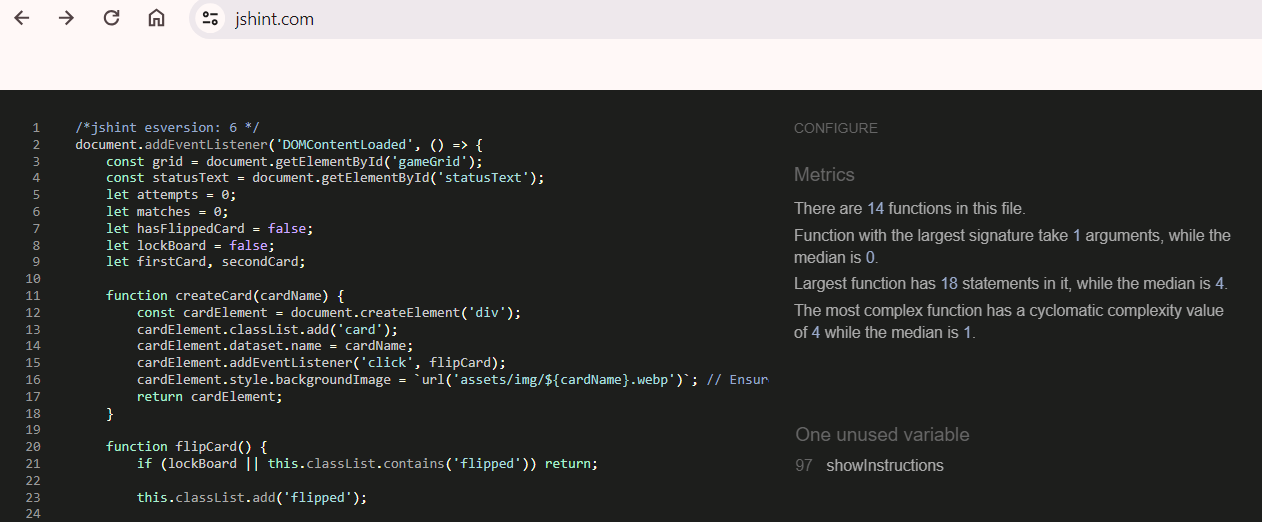 jshint.com
1 /*jshint esversion: 6 */
2 document.addEventListener('DOMContentLoaded', () => {
3 const grid = document.getElementById('gameGrid');
4 const statusText = document.getElementById('statusText');
5 let attempts = 0;
6 let matches = 0;
7 let hasFlippedCard = false;
8 let lockBoard = false;
9 let firstCard, secondCard;
10
11 function createCard(cardName) {
12 const cardElement = document.createElement('div');
13 cardElement.classList.add('card');
14 cardElement.dataset.name = cardName;
15 cardElement.addEventListener('click', flipCard);
16 cardElement.style.backgroundImage = `url('assets/img/${cardName}.webp')`; // Ensur
17 return cardElement;
18 }
19
20 function flipCard() {
21 if (lockBoard || this.classList.contains('flipped')) return;
22
23 this.classList.add('flipped');
24
CONFIGURE
Metrics
There are 14 functions in this file.
Function with the largest signature take 1 arguments, while the
median is 0.
Largest function has 18 statements in it, while the median is 4.
The most complex function has a cyclomatic complexity value
of 4 while the median is 1.
One unused variable
97 showInstructions